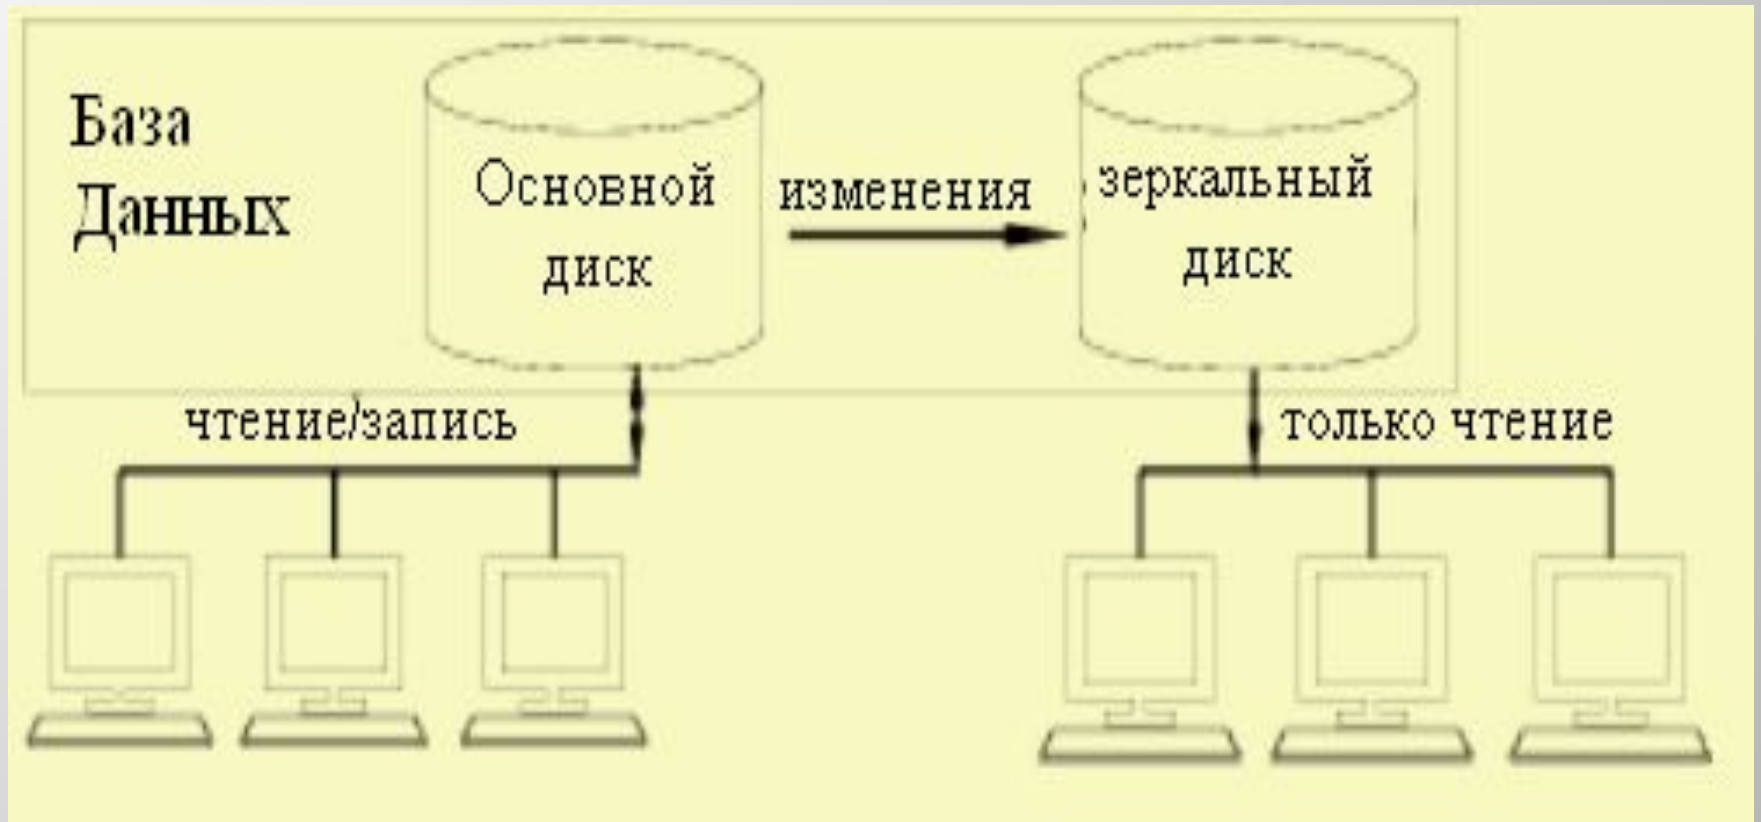 База
Данных
Основной
диск
изменения
зеркальный
диск
чтение/запись
только чтение